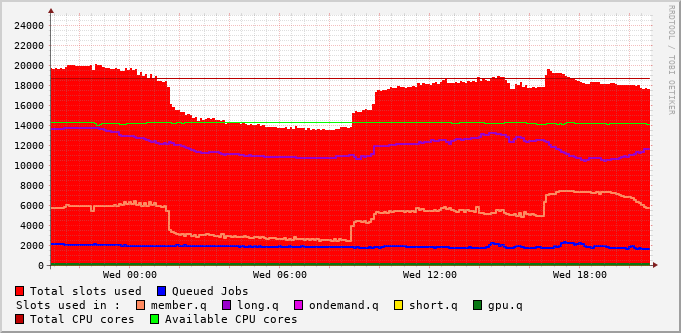 24000
22000
20000
18000
16000
14000
12000
10000
8000
6000
4000
2000
0
Wed 00:00 Wed 06:00 Wed 12:00 Wed 18:00
RRDTOOL / TOBI OETIKER
Total slots used Queued Jobs
Slots used in : member.q long.q ondemand.q short.q gpu.q
Total CPU cores Available CPU cores